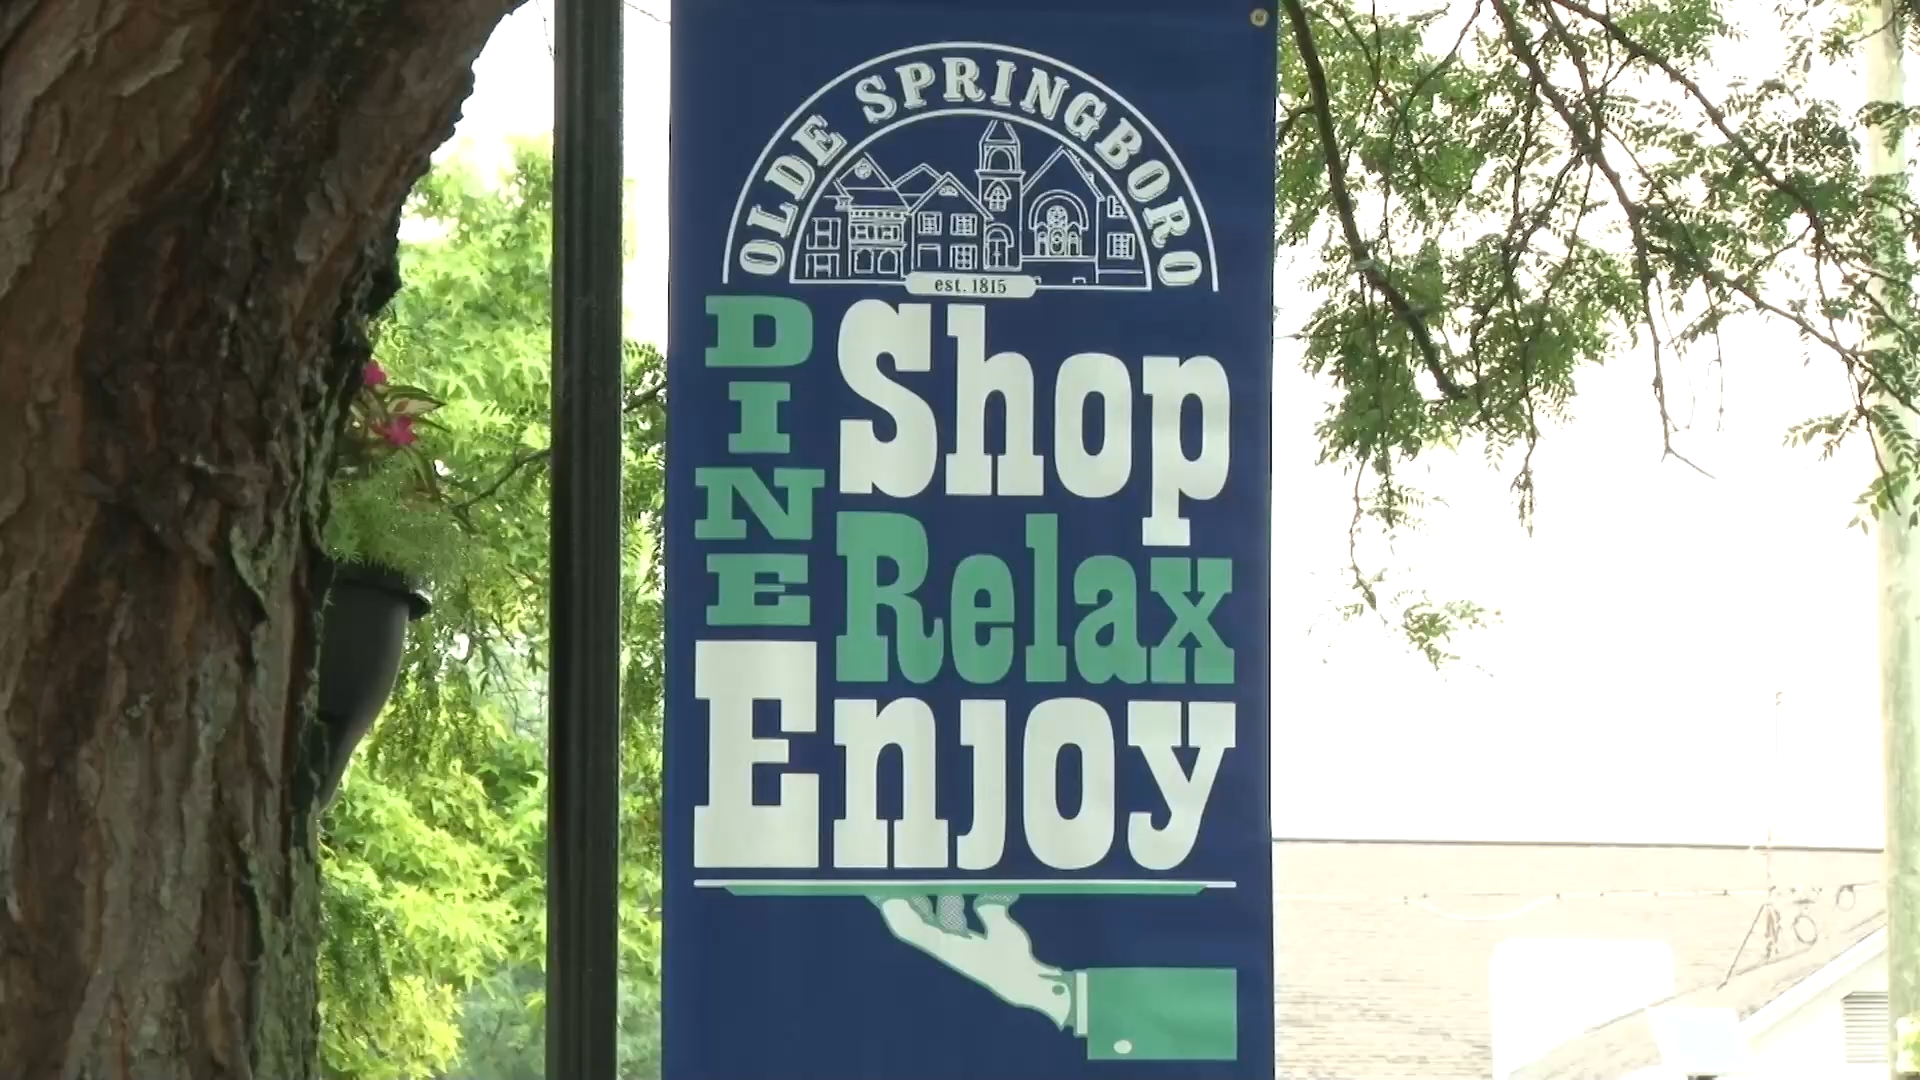 OLDE SPRINGBORO
est. 1815
DINE
Shop
Relax
Enjoy